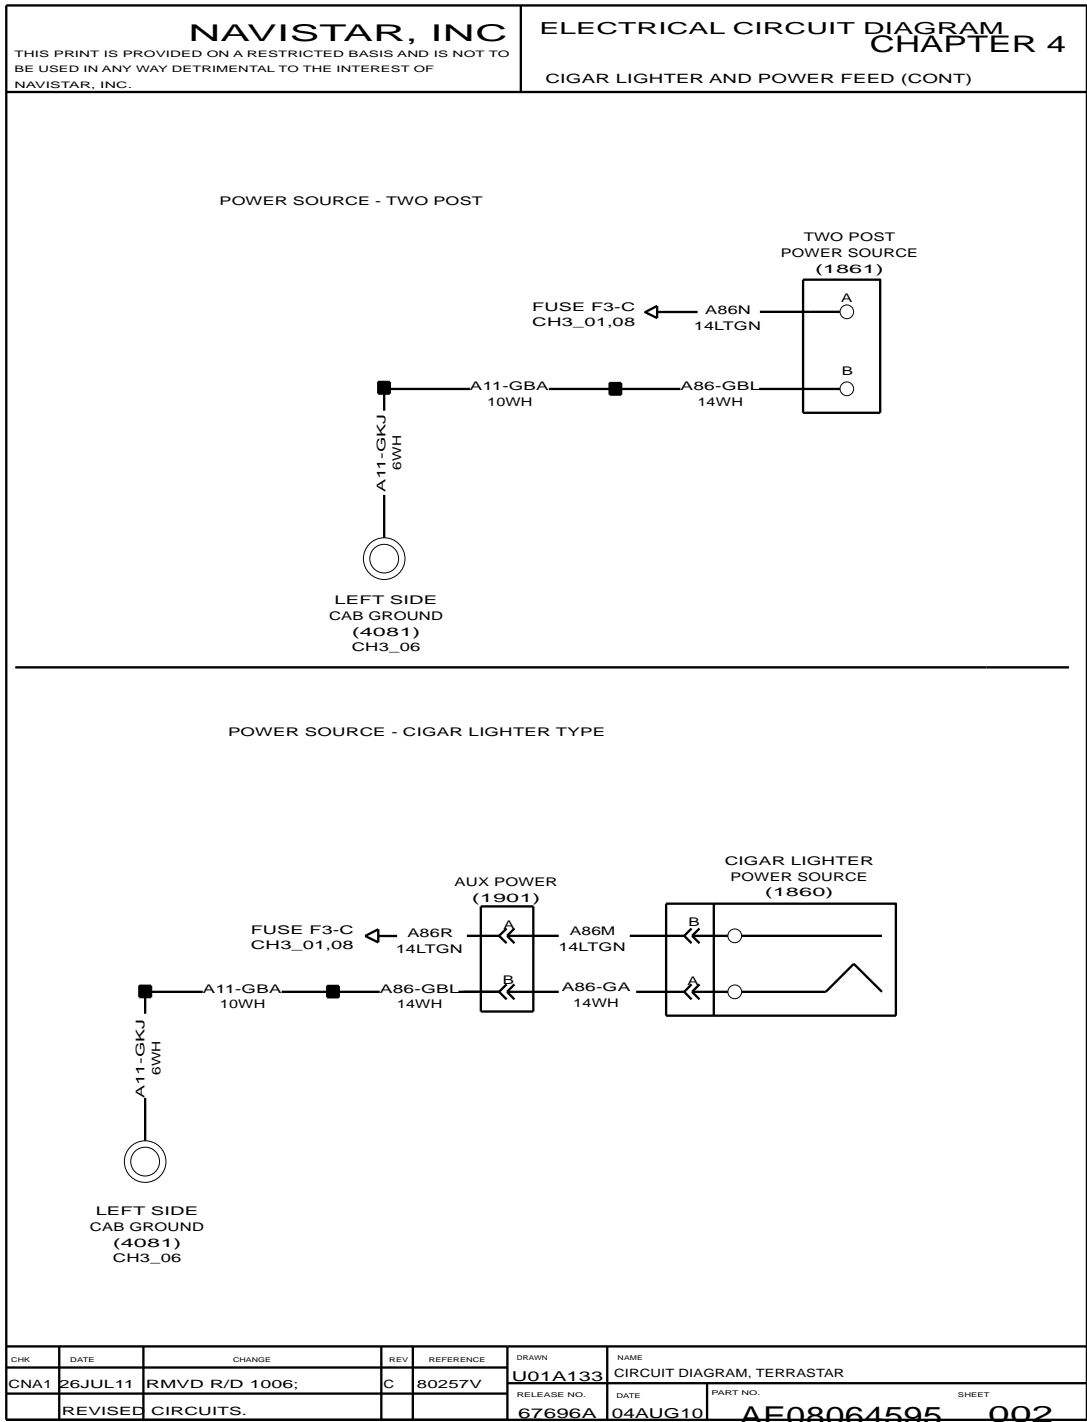 NAVISTAR, INC
THIS PRINT IS PROVIDED ON A RESTRICTED BASIS AND IS NOT TO
BE USED IN ANY WAY DETRIMENTAL TO THE INTEREST OF
NAVISTAR, INC.
ELECTRICAL CIRCUIT DIAGRAM
CHAPTER 4
CIGAR LIGHTER AND POWER FEED (CONT)
POWER SOURCE - TWO POST
TWO POST
POWER SOURCE
(1861)
FUSE F3-C
CH3_01,08
A86N
14LTGN
A
B
A11-GBA
10WH
A86-GBL
14WH
A11-GKJ
6WH
LEFT SIDE
CAB GROUND
(4081)
CH3_06
POWER SOURCE - CIGAR LIGHTER TYPE
CIGAR LIGHTER
POWER SOURCE
(1860)
AUX POWER
(1901)
FUSE F3-C
CH3_01,08
A86R
14LTGN
A
A86M
14LTGN
B
A11-GBA
10WH
A86-GBL
14WH
B
A86-GA
14WH
A
A11-GKJ
6WH
LEFT SIDE
CAB GROUND
(4081)
CH3_06
CHK DATE CHANGE REV REFERENCE
CNA1 26JUL11 RMVD R/D 1006; C 80257V
REVISED CIRCUITS.
DRAWN
U01A133
NAME
CIRCUIT DIAGRAM, TERRASTAR
RELEASE NO.
67696A
DATE
04AUG10
PART NO.
AE08064595
SHEET
002